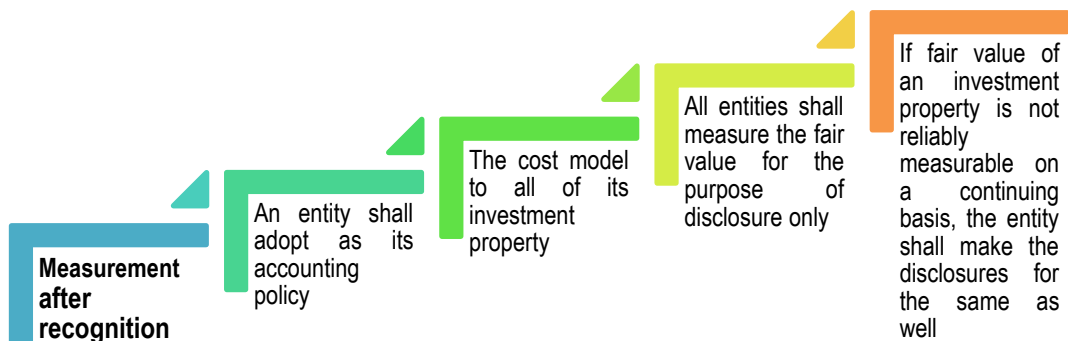 Measurement
after
recognition
An entity shall
adopt as its
accounting
policy
The cost model
to all of its
investment
property
All entities shall
measure the fair
value for the
purpose of
disclosure only
If fair value of
an investment
property is not
reliably
measurable on
a continuing
basis, the entity
shall make the
disclosures for
the same as
well